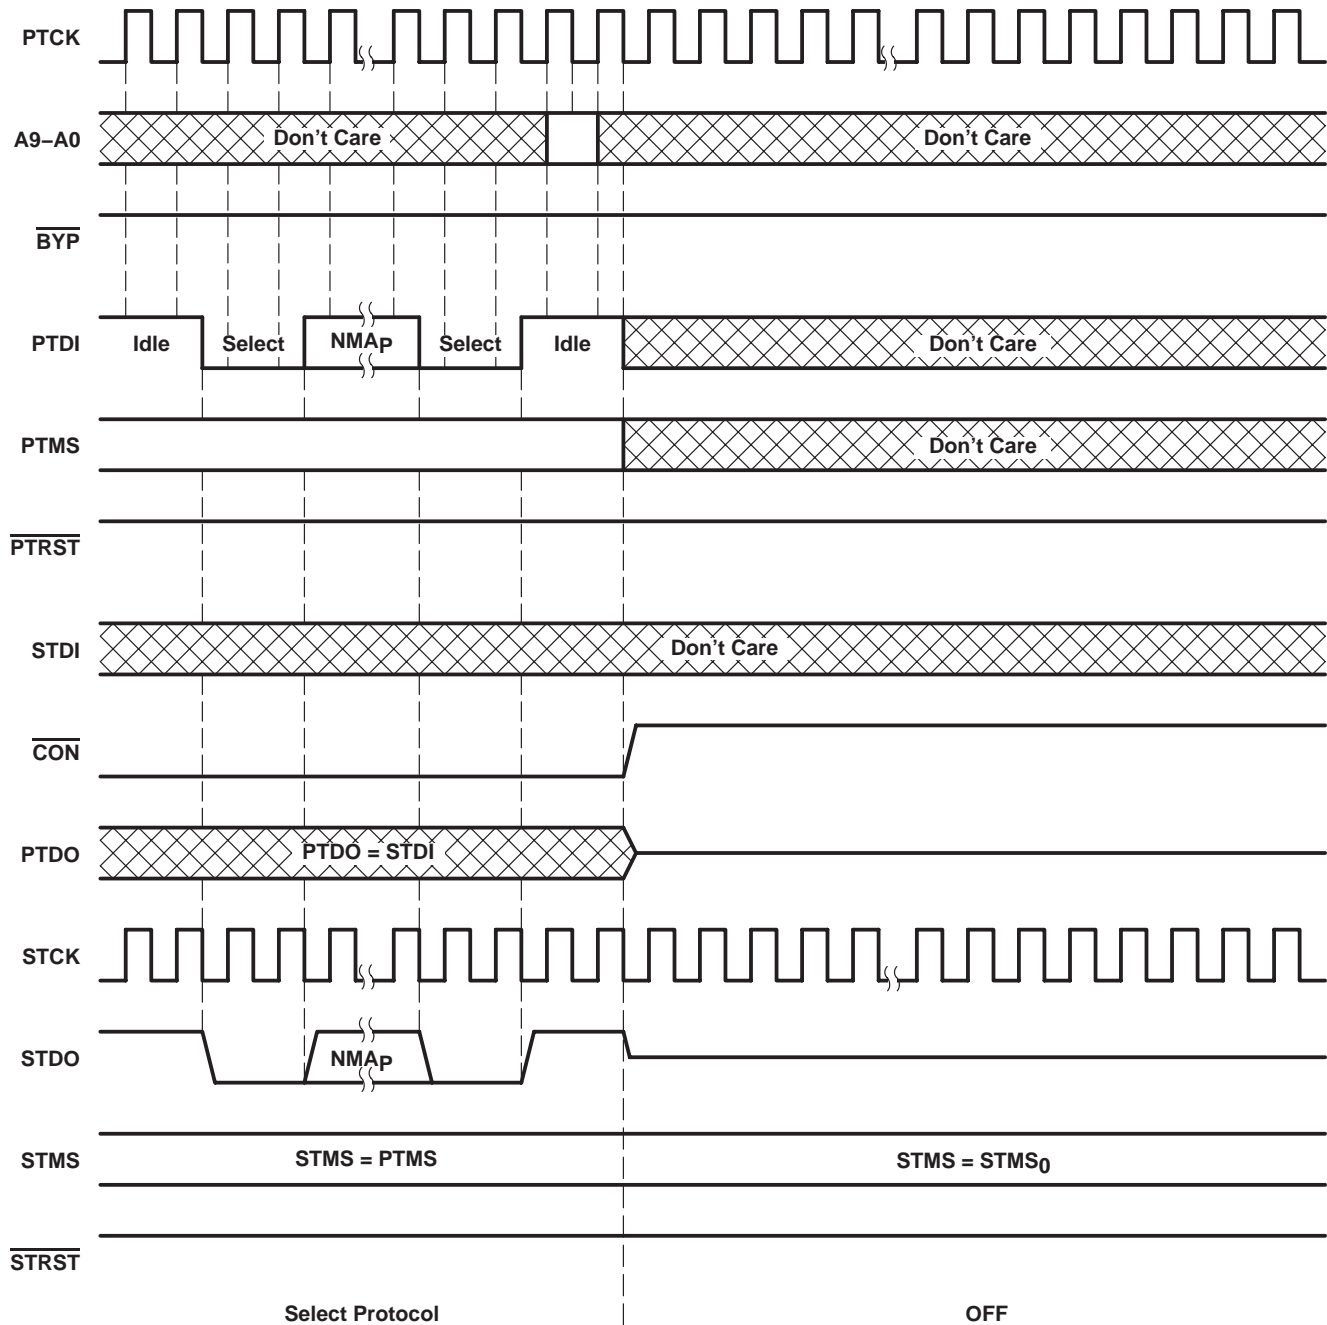 PTCK
A9–A0 Don't Care Don't Care
BYP
PTDI Idle Select NMAP Select Idle Don't Care
PTMS Don't Care
PTRST
STDI Don't Care
CON
PTDO PTDO = STDI
STCK
STDO NMAP
STMS STMS = PTMS STMS = STMS0
STRST
Select Protocol OFF